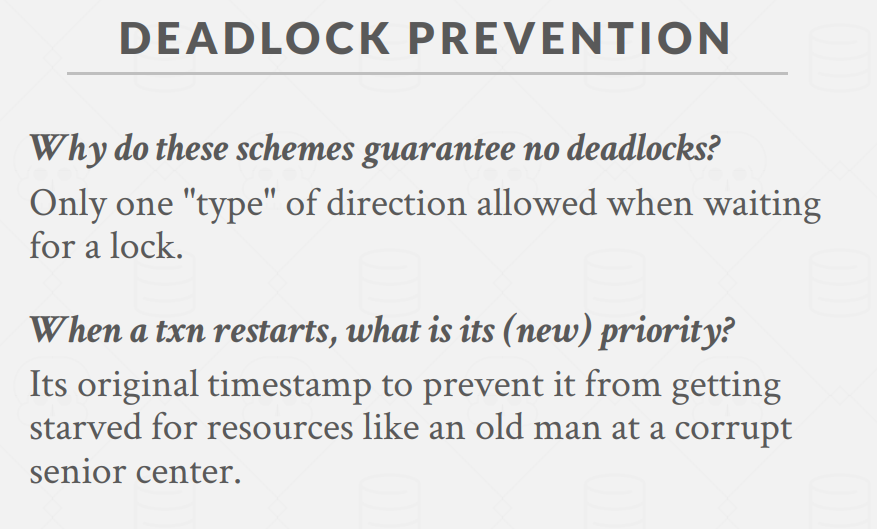 DEADLOCK PREVENTION
Why do these schemes guarantee no deadlocks?
Only one "type" of direction allowed when waiting
for a lock.
When a txn restarts, what is its (new) priority?
Its original timestamp to prevent it from getting
starved for resources like an old man at a corrupt
senior center.